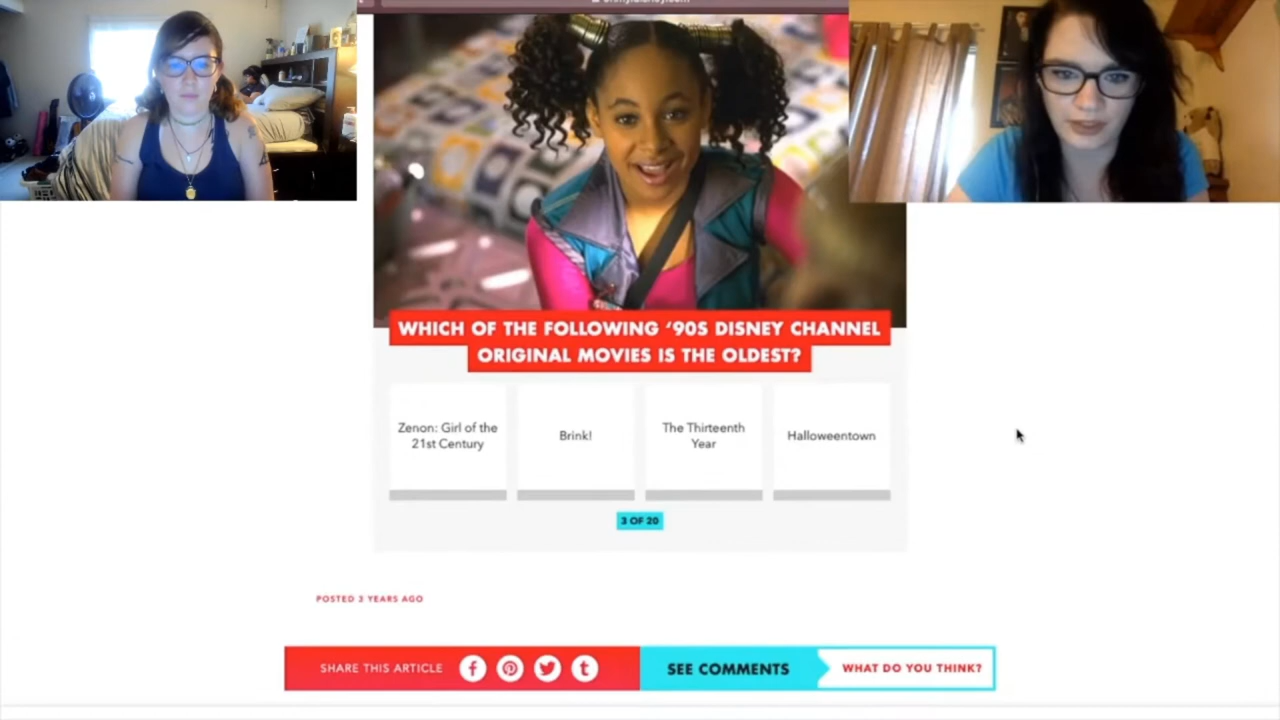 WHICH OF THE FOLLOWING '90S DISNEY CHANNEL
ORIGINAL MOVIES IS THE OLDEST?
Zenon: Girl of the
21st Century
Brink!
The Thirteenth
Year
Halloweentown
3 OF 20
POSTED 3 YEARS AGO
SHARE THIS ARTICLE
SEE COMMENTS
WHAT DO YOU THINK?